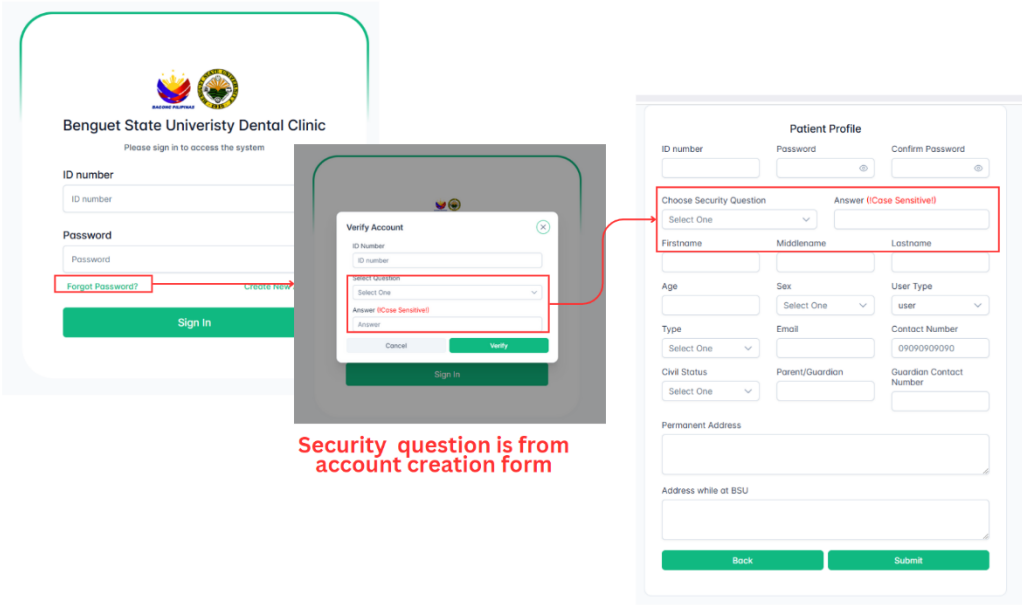 BAGONG PILIPINAS
Benguet State Univeristy Dental Clinic
Please sign in to access the system
ID number
ID number
Password
Password
Forgot Password?
Create New
Sign In
Verify Account
ID Number
ID number
Select Question
Select One
Answer (!Case Sensitive!)
Answer
Cancel
Verify
Sign In
Security question is from
account creation form
Patient Profile
ID number
Password
Confirm Password
Choose Security Question
Answer (!Case Sensitive!)
Select One
Firstname
Middlename
Lastname
Age
Sex
User Type
Select One
user
Type
Email
Contact Number
Select One
09090909090
Civil Status
Parent/Guardian
Guardian Contact
Number
Select One
Permanent Address
Address while at BSU
Back
Submit